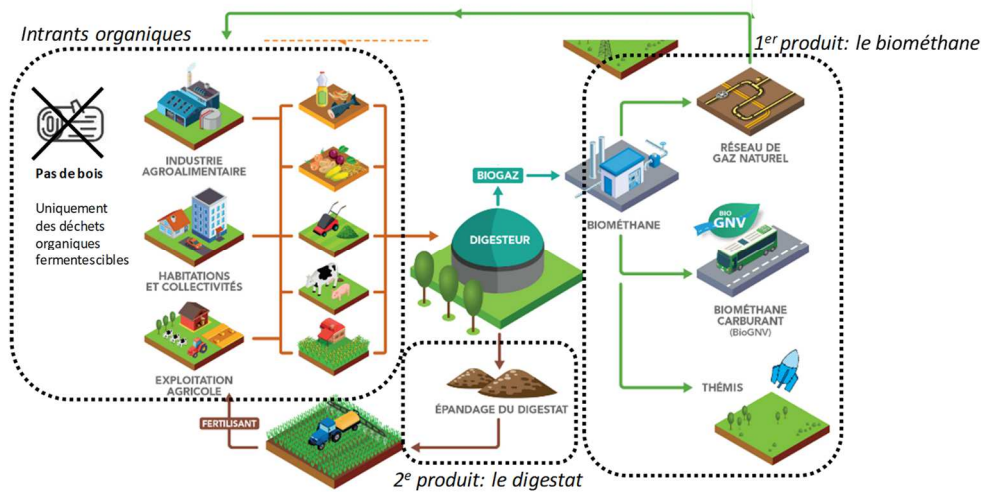 Intrants organiques
1er produit: le biométhane
Pas de bois
Uniquement
des déchets
organiques
fermentescibles
INDUSTRIE
AGROALIMENTAIRE
HABITATIONS
ET COLLECTIVITÉS
EXPLOITATION
AGRICOLE
BIOGAZ
DIGESTEUR
BIOMÉTHANE
RÉSEAU DE
GAZ NATUREL
BIO
GNV
BIOMÉTHANE
CARBURANT
(BioGNV)
THÉMIS
ÉPANDAGE DU DIGESTAT
FERTILISANT
2e produit: le digestat